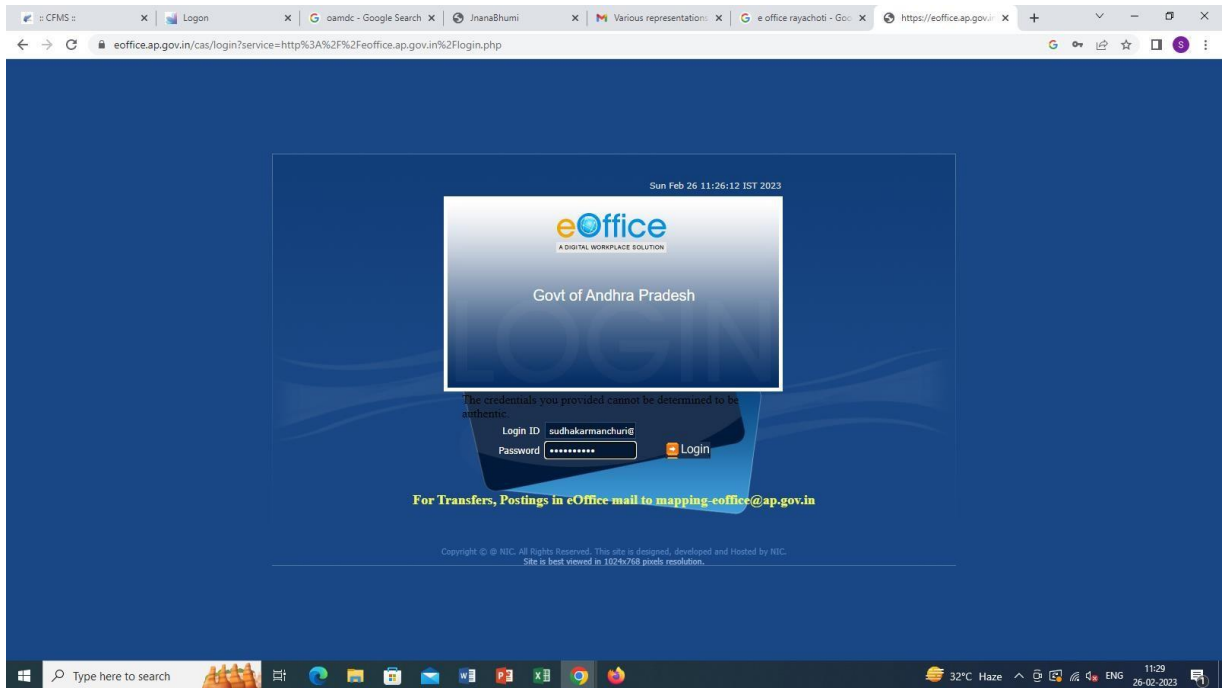 :: CFMS ::
Logon
oamdc - Google Search
JnanaBhumi
Various representation
e office rayachoti - Goo
https://eoffice.ap.gov.in
eoffice.ap.gov.in/cas/login?service=http%3A%2F%2Feoffice.ap.gov.in%2Flogin.php
S
Sun Feb 26 11:26:12 IST 2023
eOffice
A DIGITAL WORKPLACE SOLUTION
Govt of Andhra Pradesh
LOGIN
The credentials you provided cannot be determined to be
authentic.
Login ID sudhakarmanchuri@
Password ••••••••••
Login
For Transfers, Postings in eOffice mail to mapping-eoffice@ap.gov.in
Copyright © @ NIC. All Rights Reserved. This site is designed, developed and Hosted by NIC.
Site is best viewed in 1024x768 pixels resolution.
Type here to search
32°C Haze
ENG
11:29
26-02-2023
1